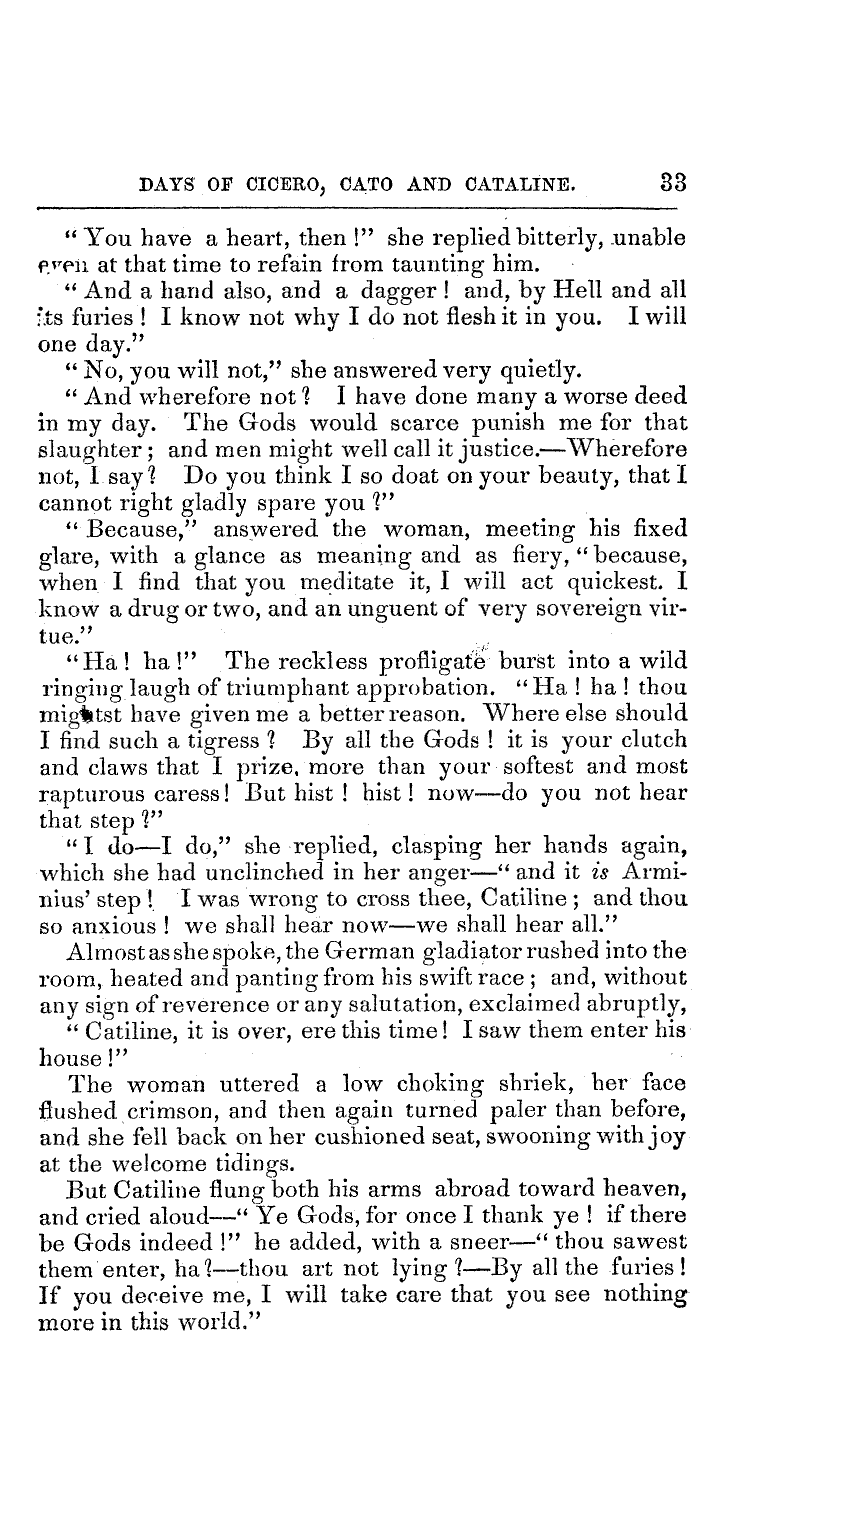 DAYS OF CICERO, CATO AND CATALINE. 33
“ You have a heart, then !” she replied bitterly, unable
even at that time to refain from taunting him.
“ And a hand also, and a dagger ! and, by Hell and all
its furies ! I know not why I do not flesh it in you. I will
one day.”
“ No, you will not,” she answered very quietly.
“ And wherefore not ? I have done many a worse deed
in my day. The Gods would scarce punish me for that
slaughter ; and men might well call it justice.—Wherefore
not, I say ? Do you think I so doat on your beauty, that I
cannot right gladly spare you ?”
“ Because,” answered the woman, meeting his fixed
glare, with a glance as meaning and as fiery, “ because,
when I find that you meditate it, I will act quickest. I
know a drug or two, and an unguent of very sovereign vir-
tue.”
“ Ha ! ha !” The reckless profligate burst into a wild
ringing laugh of triumphant approbation. “ Ha ! ha ! thou
mightst have given me a better reason. Where else should
I find such a tigress ? By all the Gods ! it is your clutch
and claws that I prize, more than your softest and most
rapturous caress ! But hist ! hist ! now—do you not hear
that step ?”
“ I do—I do,” she replied, clasping her hands again,
which she had unclinched in her anger—“ and it is Armi-
nius’ step ! I was wrong to cross thee, Catiline ; and thou
so anxious ! we shall hear now—we shall hear all.”
Almost as she spoke, the German gladiator rushed into the
room, heated and panting from his swift race ; and, without
any sign of reverence or any salutation, exclaimed abruptly,
“ Catiline, it is over, ere this time ! I saw them enter his
house !”
The woman uttered a low choking shriek, her face
flushed crimson, and then again turned paler than before,
and she fell back on her cushioned seat, swooning with joy
at the welcome tidings.
But Catiline flung both his arms abroad toward heaven,
and cried aloud—“ Ye Gods, for once I thank ye ! if there
be Gods indeed !” he added, with a sneer—“ thou sawest
them enter, ha ?—thou art not lying ?—By all the furies !
If you deceive me, I will take care that you see nothing
more in this world.”